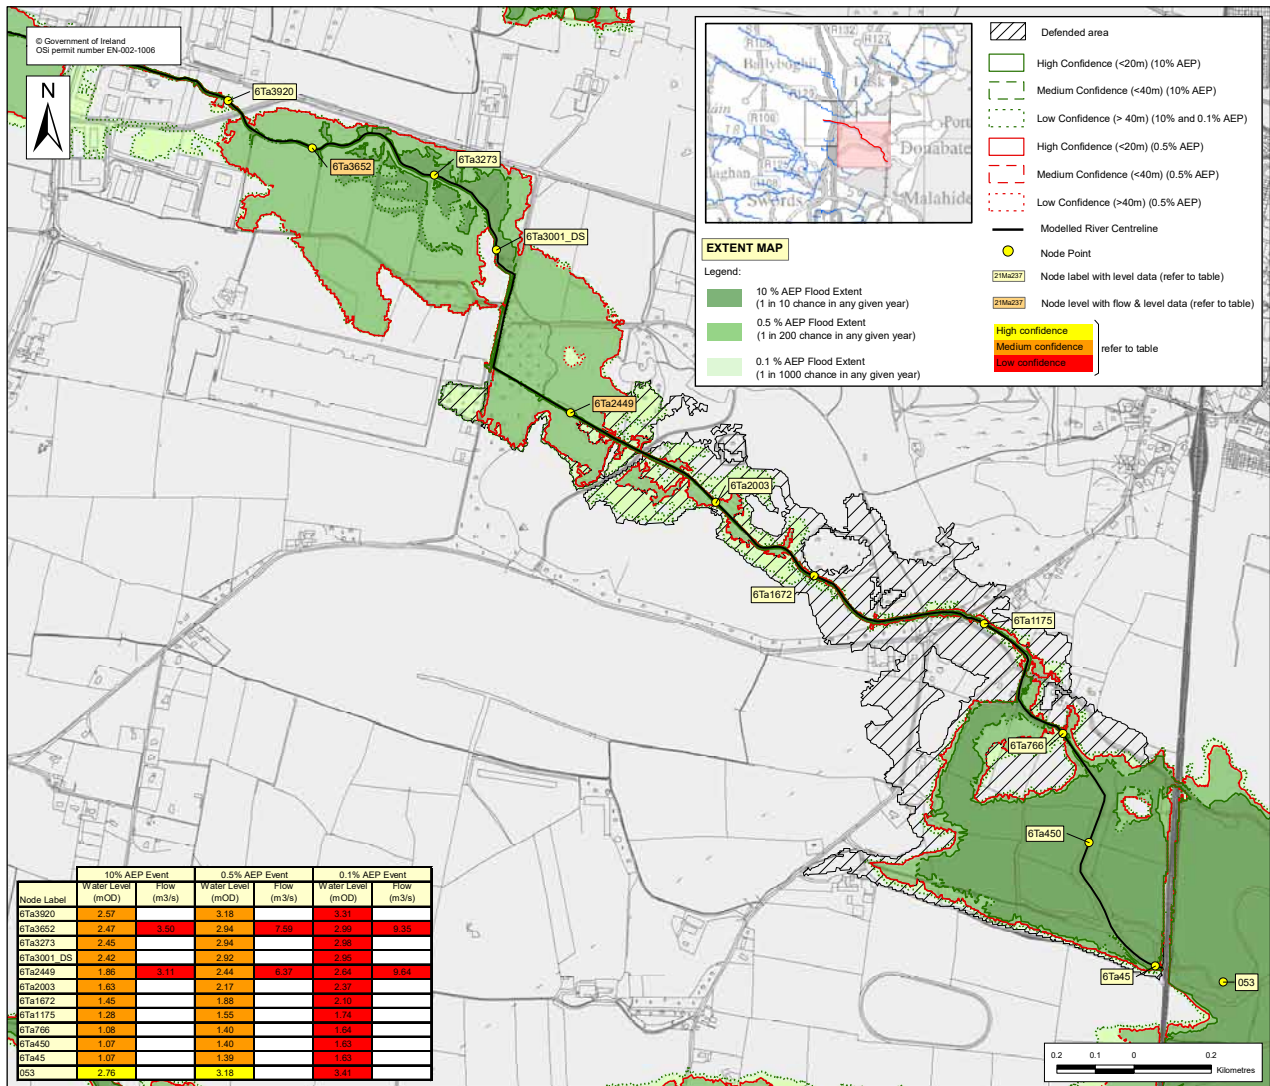 © Government of Ireland
OSi permit number EN-002-1006
N
6Ta3920
6Ta3652
6Ta3273
6Ta3001_DS
6Ta2449
6Ta2003
6Ta1672
6Ta1175
6Ta766
6Ta450
6Ta45
053
R132
R127
Ballyboghil
Lusk
R129
R108
Donabate
Swords
Malahide
EXTENT MAP
Legend:
10 % AEP Flood Extent
(1 in 10 chance in any given year)
0.5 % AEP Flood Extent
(1 in 200 chance in any given year)
0.1 % AEP Flood Extent
(1 in 1000 chance in any given year)
Defended area
High Confidence (<20m) (10% AEP)
Medium Confidence (<40m) (10% AEP)
Low Confidence (> 40m) (10% and 0.1% AEP)
High Confidence (<20m) (0.5% AEP)
Medium Confidence (<40m) (0.5% AEP)
Low Confidence (>40m) (0.5% AEP)
Modelled River Centreline
Node Point
21Ma237 Node label with level data (refer to table)
21Ma237 Node level with flow & level data (refer to table)
High confidence
Medium confidence refer to table
Low confidence
10% AEP Event 0.5% AEP Event 0.1% AEP Event
Node Label Water Level (mOD) Flow (m3/s) Water Level (mOD) Flow (m3/s) Water Level (mOD) Flow (m3/s)
6Ta3920 2.57 3.18 3.31
6Ta3652 2.47 3.50 2.94 7.59 2.99 9.35
6Ta3273 2.45 2.94 2.98
6Ta3001_DS 2.42 2.92 2.95
6Ta2449 1.86 3.11 2.44 6.37 2.64 9.64
6Ta2003 1.63 2.17 2.37
6Ta1672 1.45 1.88 2.10
6Ta1175 1.28 1.55 1.74
6Ta766 1.08 1.40 1.64
6Ta450 1.07 1.40 1.63
6Ta45 1.07 1.39 1.63
053 2.76 3.18 3.41
0.2 0.1 0 0.2
Kilometres